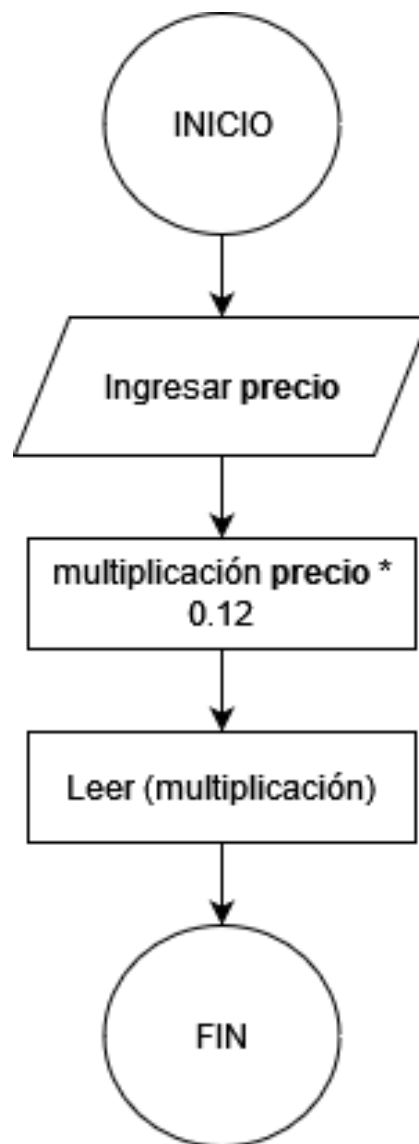 INICIO
Ingresar precio
multiplicación precio *
0.12
Leer (multiplicación)
FIN